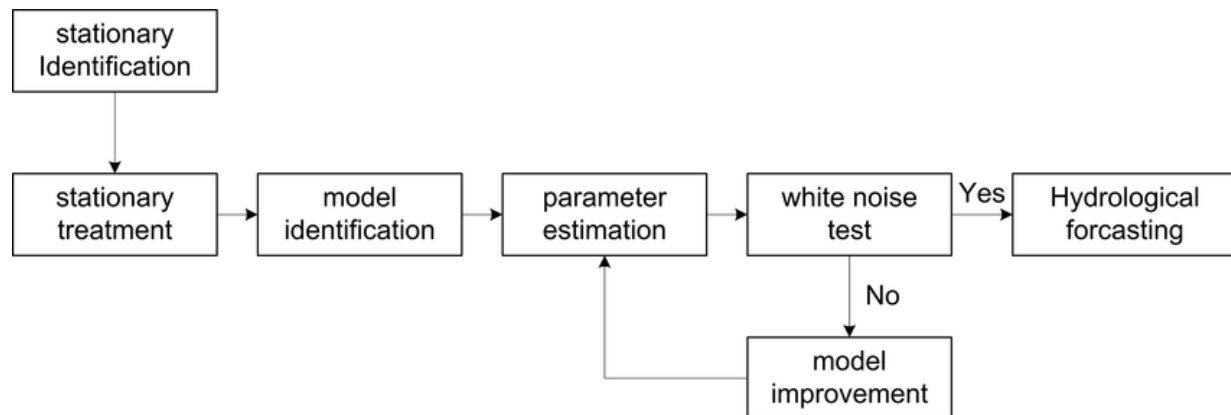 stationary
Identification
stationary
treatment
model
identification
parameter
estimation
white noise
test
Yes
Hydrological
forcasting
No
model
improvement